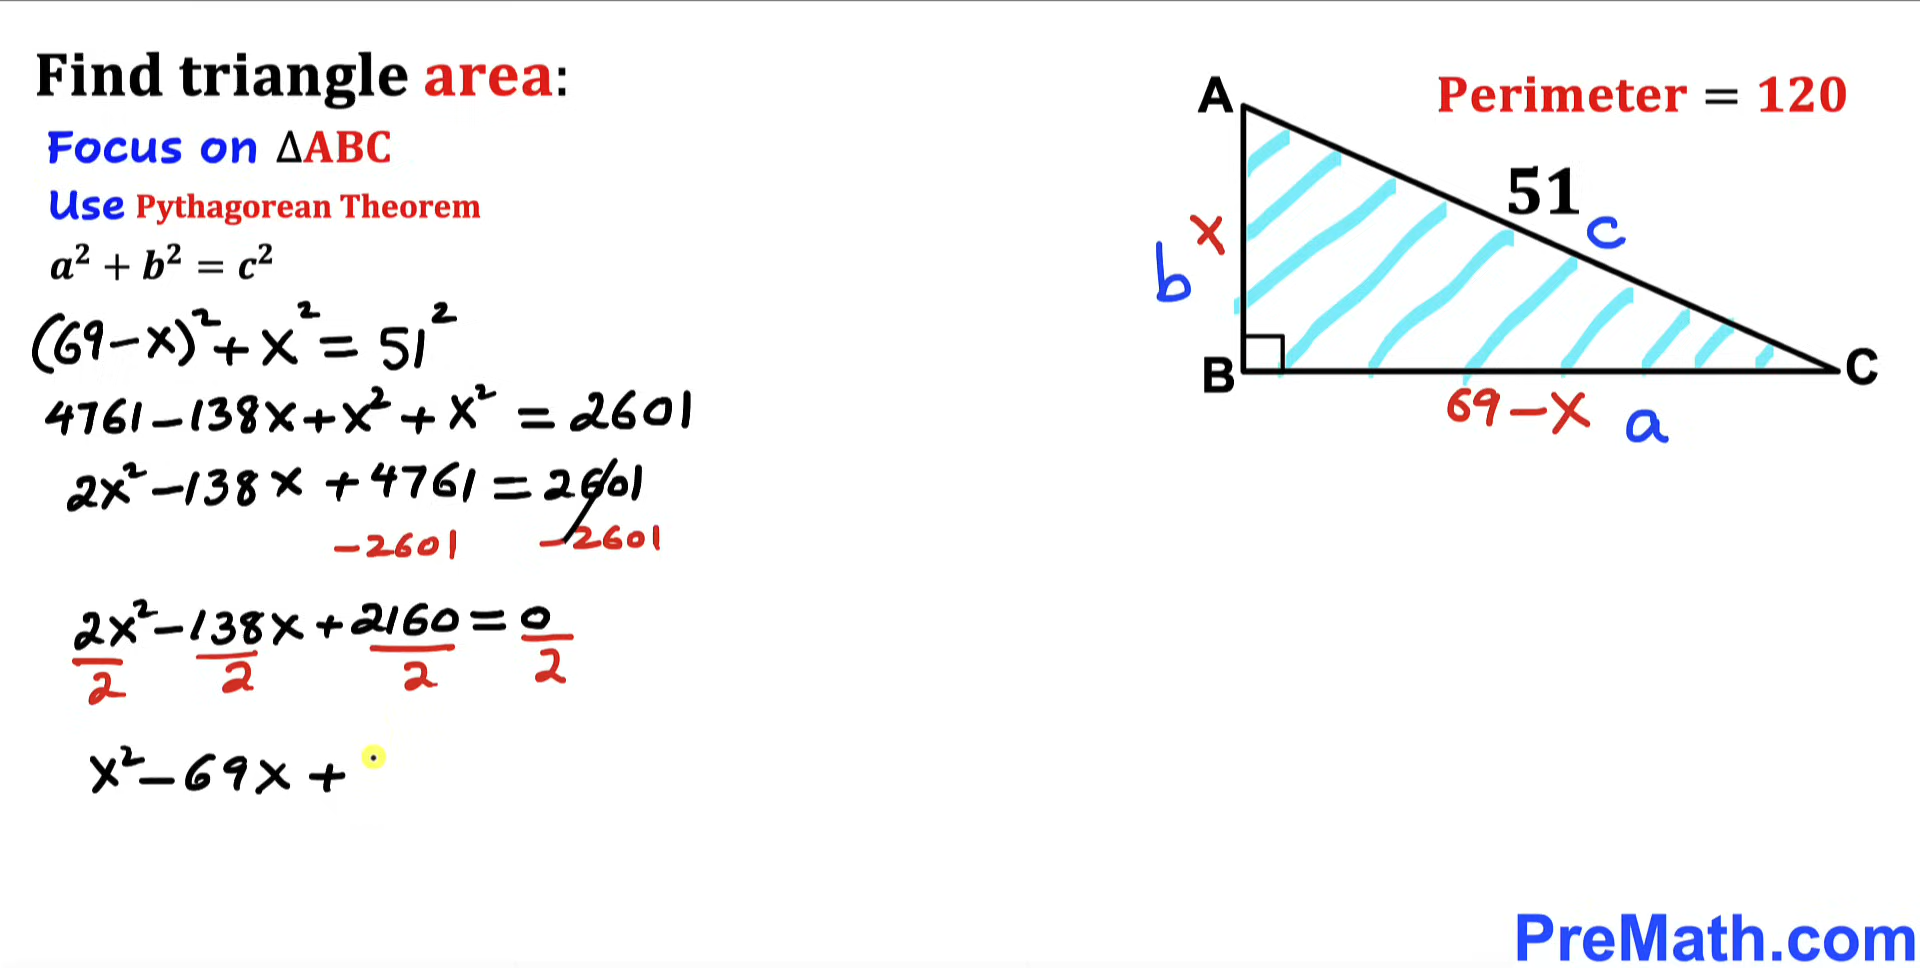 Find triangle area:
Focus on ΔABC
Use Pythagorean Theorem
a² + b² = c²
(69-x)² + x² = 51²
4761 - 138x + x² + x² = 2601
2x² - 138x + 4761 = 2601
-2601 -2601
2x² - 138x + 2160 = 0
2 2 2 2
x² - 69x +
A
Perimeter = 120
51
c
x
b
B
C
69-x a
PreMath.com